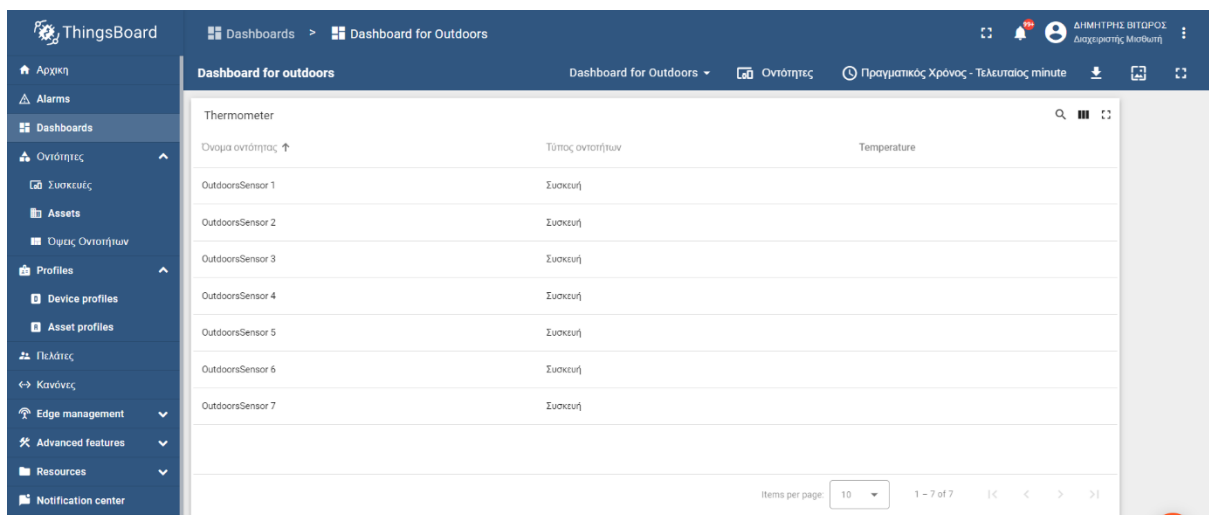 ThingsBoard
Dashboards > Dashboard for Outdoors
99+
ΔΗΜΗΤΡΗΣ ΒΙΤΩΡΟΣ
Διαχειριστής Μισθωτή
Dashboard for outdoors
Dashboard for Outdoors
Οντότητες
Πραγματικός Χρόνος - Τελευταίος minute
Αρχικη
Alarms
Dashboards
Οντότητες
Συσκευές
Assets
Όψεις Οντοτήτων
Profiles
Device profiles
Asset profiles
Πελάτες
Κανόνες
Edge management
Advanced features
Resources
Notification center
Thermometer
Όνομα οντότητας Τύπος οντοτήτων Temperature
OutdoorsSensor 1 Συσκευή
OutdoorsSensor 2 Συσκευή
OutdoorsSensor 3 Συσκευή
OutdoorsSensor 4 Συσκευή
OutdoorsSensor 5 Συσκευή
OutdoorsSensor 6 Συσκευή
OutdoorsSensor 7 Συσκευή
Items per page: 10 1 – 7 of 7